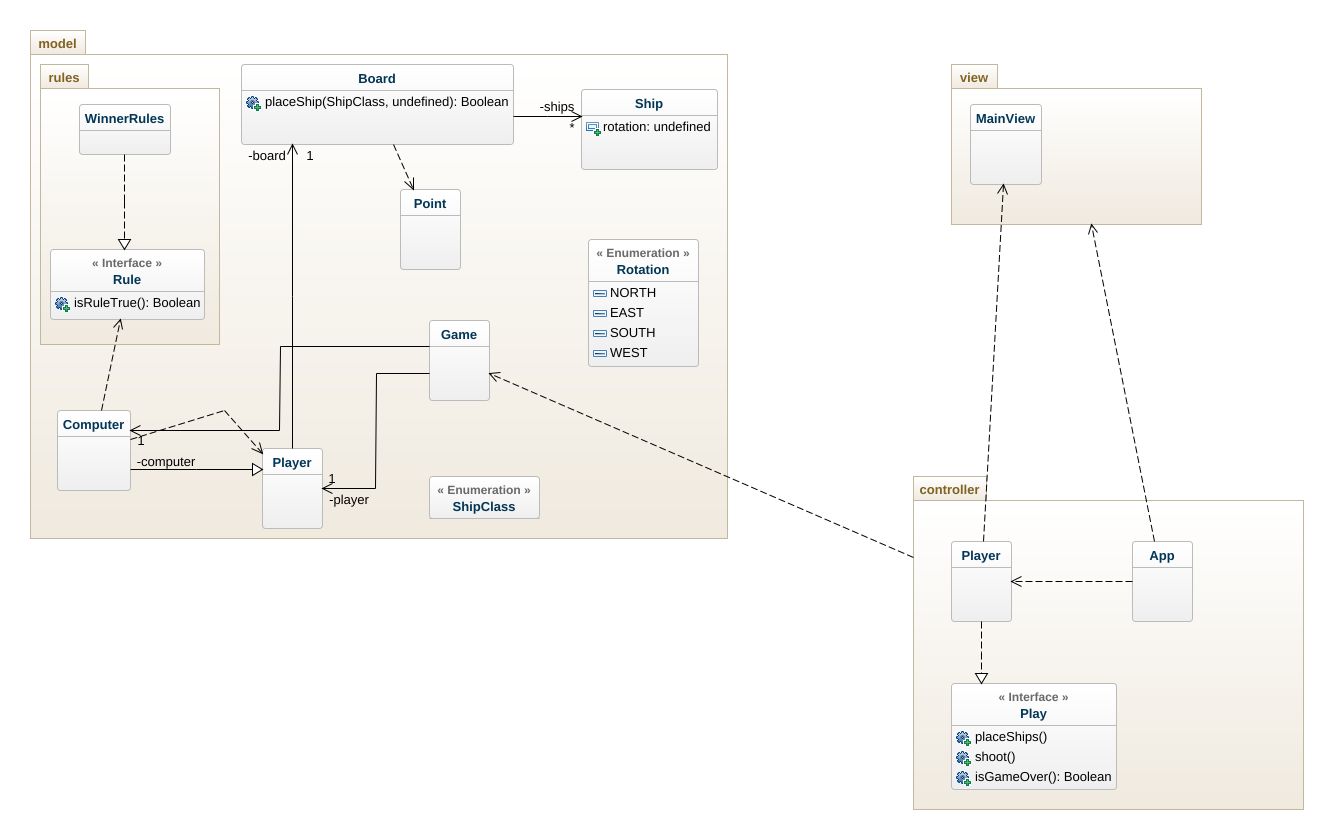 model
rules
WinnerRules
« Interface »
Rule
isRuleTrue(): Boolean
Board
placeShip(ShipClass, undefined): Boolean
-ships
*
Ship
rotation: undefined
-board
1
Point
« Enumeration »
Rotation
NORTH
EAST
SOUTH
WEST
Game
Computer
1
-computer
Player
1
-player
« Enumeration »
ShipClass
view
MainView
controller
Player
App
« Interface »
Play
placeShips()
shoot()
isGameOver(): Boolean